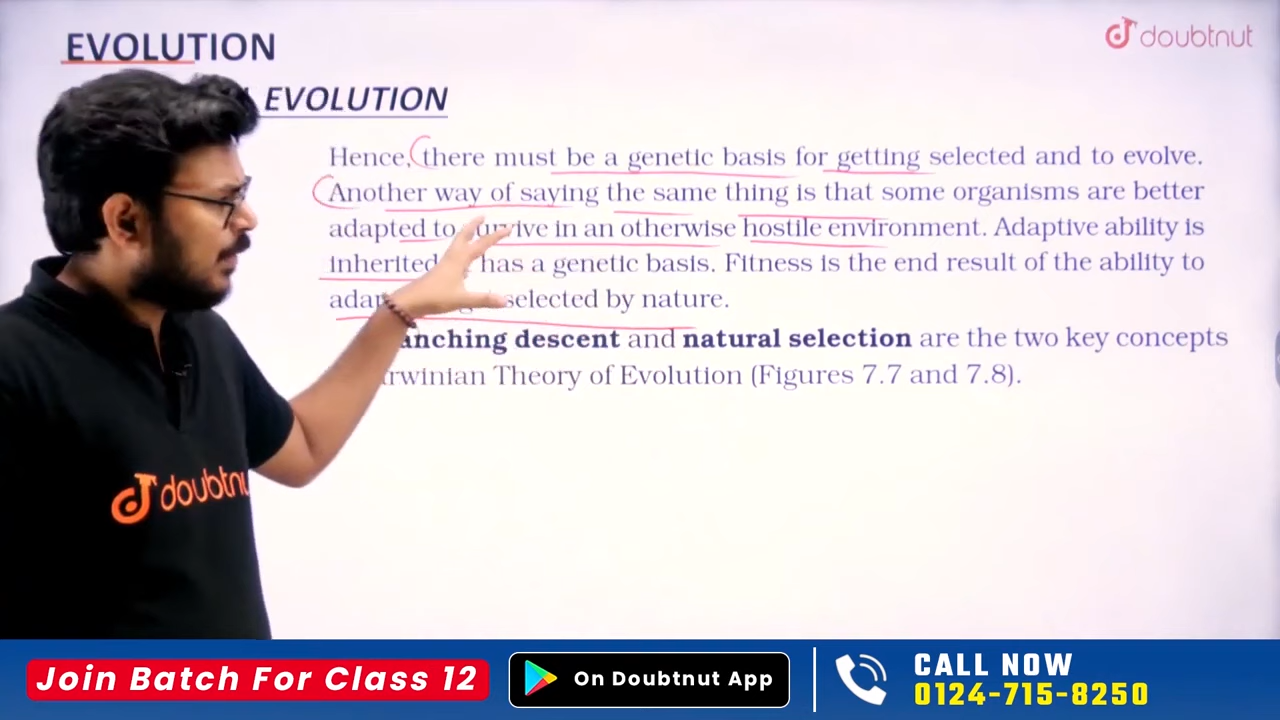 EVOLUTION
doubtnut
EVOLUTION
Hence, there must be a genetic basis for getting selected and to evolve.
Another way of saying the same thing is that some organisms are better
adapted to survive in an otherwise hostile environment. Adaptive ability is
inherited has a genetic basis. Fitness is the end result of the ability to
selected by nature.
anching descent and natural selection are the two key concepts
rwinian Theory of Evolution (Figures 7.7 and 7.8).
doubtnu
Join Batch For Class 12
On Doubtnut App
CALL NOW
0124-715-8250